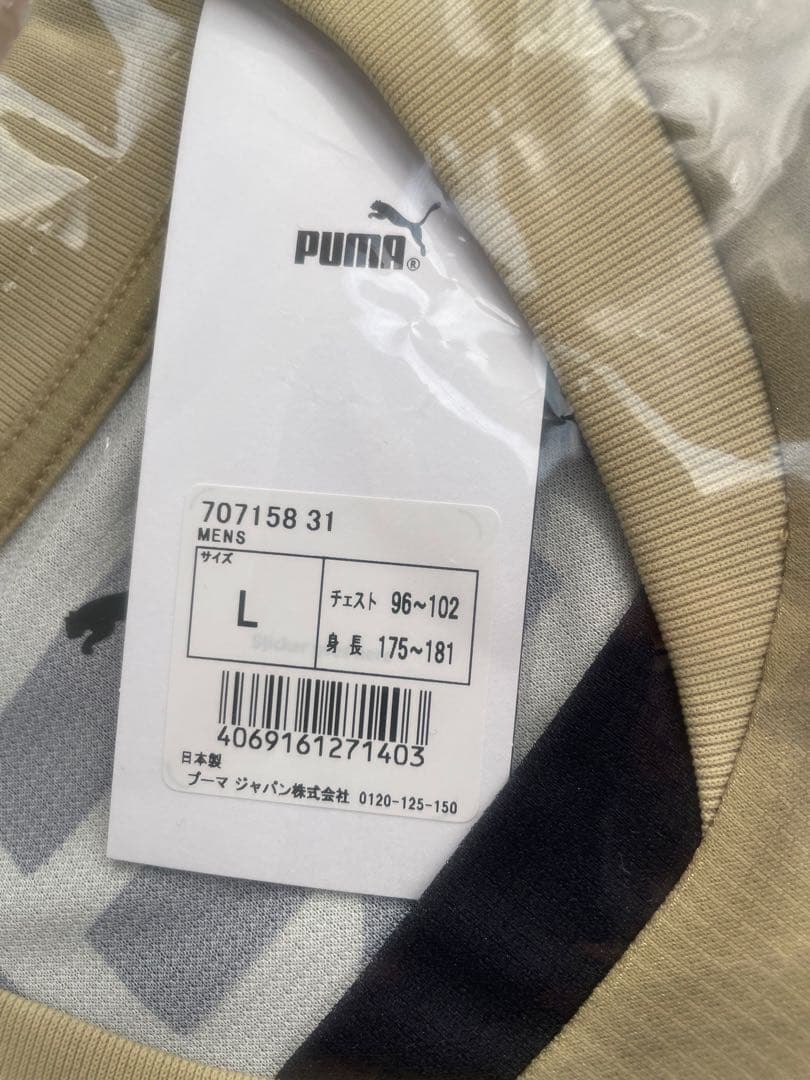 PUMA®
707158 31
MENS
サイズ
L
チェスト 96~102
身長 175~181
4069161271403
日本製
プーマ ジャパン株式会社 0120-125-150